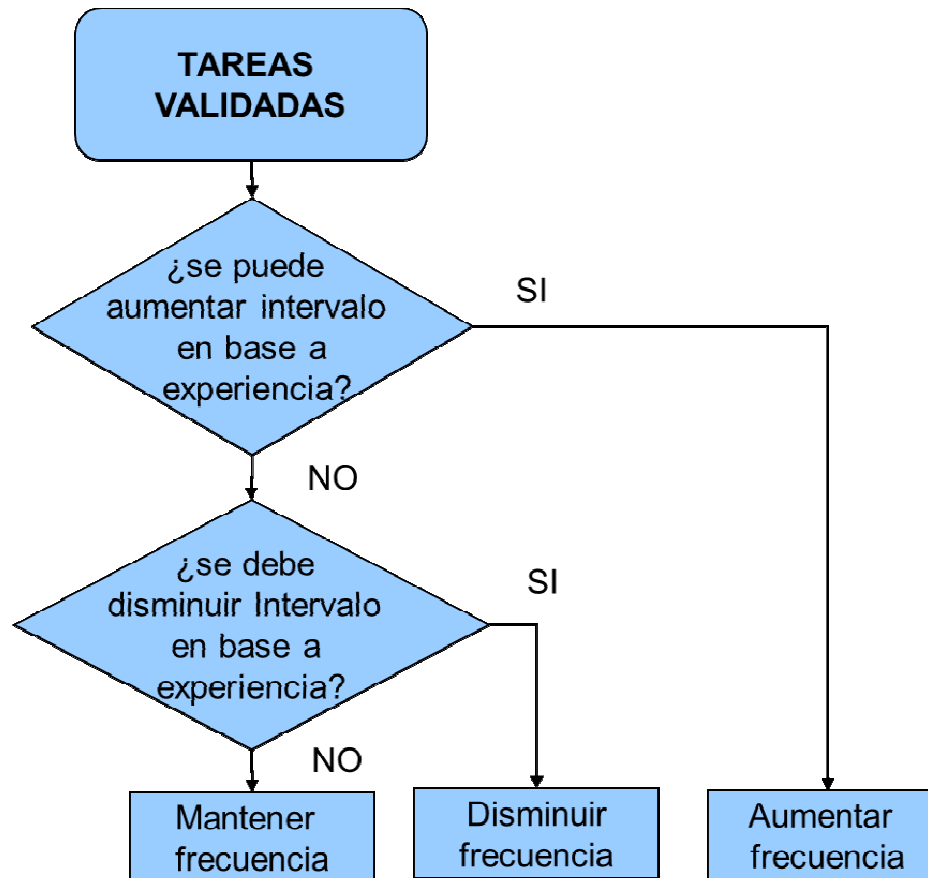 TAREAS
VALIDADAS
¿se puede
aumentar intervalo
en base a
experiencia?
SI
NO
¿se debe
disminuir Intervalo
en base a
experiencia?
SI
NO
Mantener
frecuencia
Disminuir
frecuencia
Aumentar
frecuencia